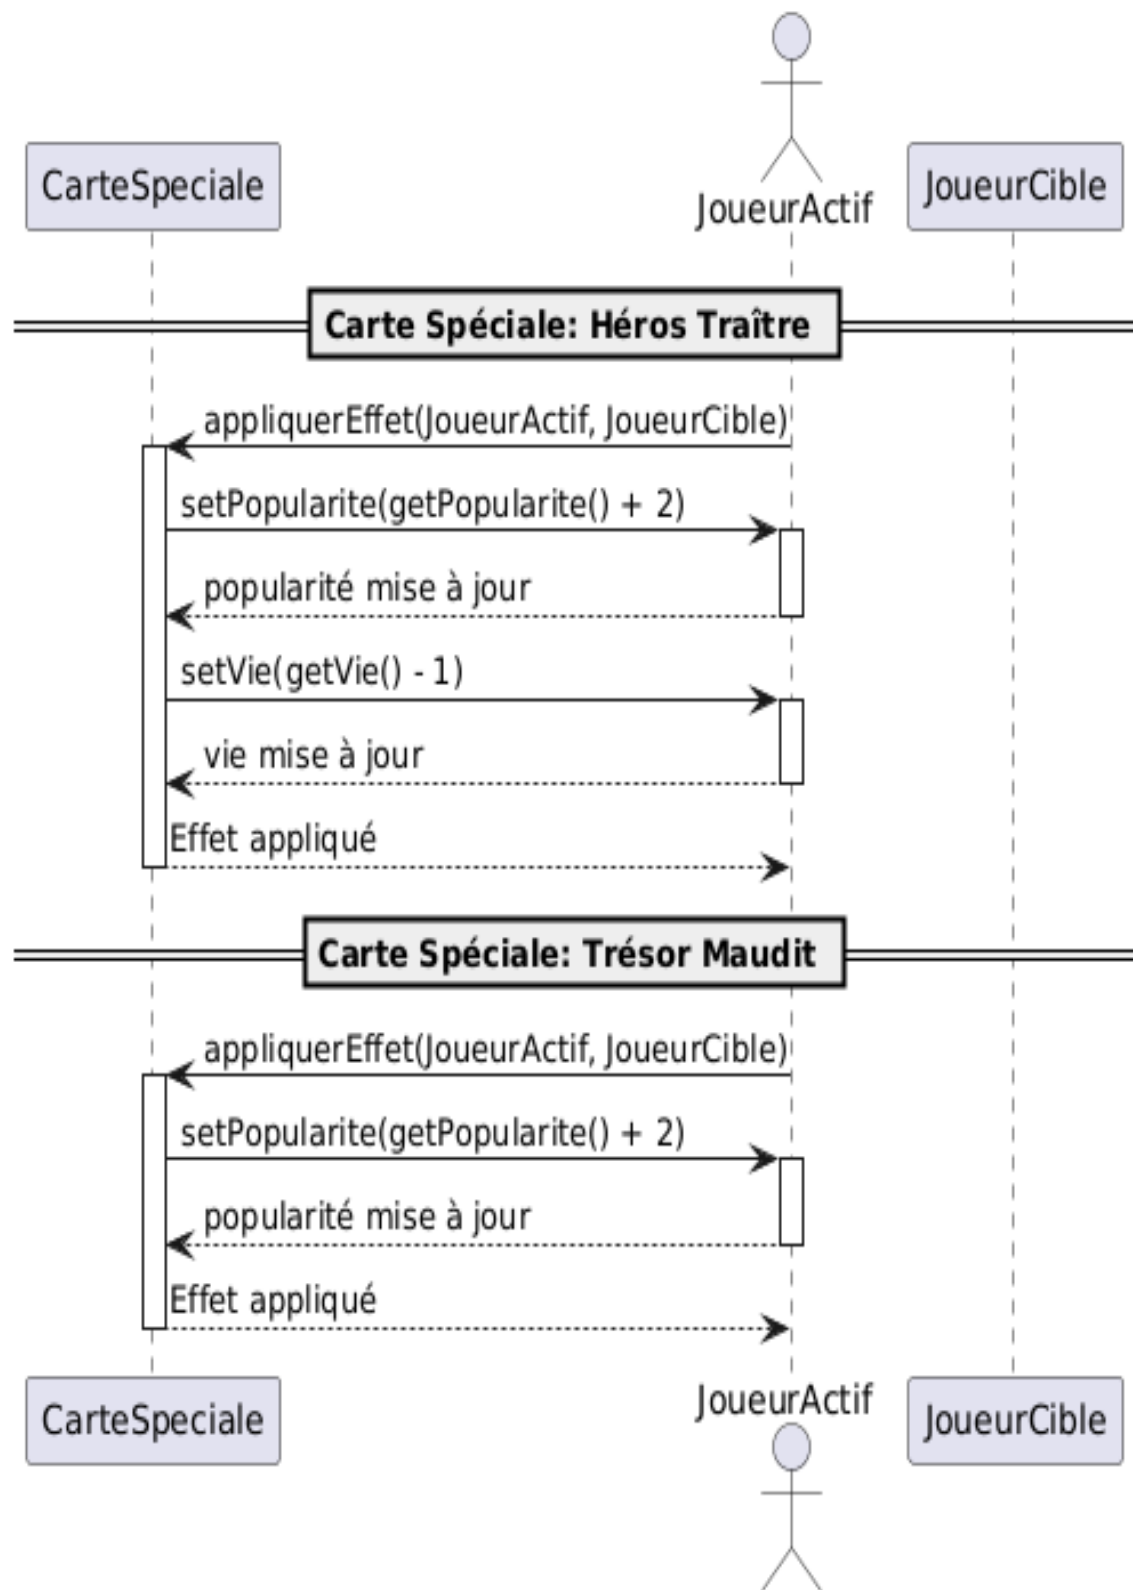 CarteSpeciale
JoueurActif
JoueurCible
Carte Spéciale: Héros Traître
appliquerEffet(JoueurActif, JoueurCible)
setPopularite(getPopularite() + 2)
popularité mise à jour
setVie(getVie() - 1)
vie mise à jour
Effet appliqué
Carte Spéciale: Trésor Maudit
appliquerEffet(JoueurActif, JoueurCible)
setPopularite(getPopularite() + 2)
popularité mise à jour
Effet appliqué
CarteSpeciale
JoueurActif
JoueurCible